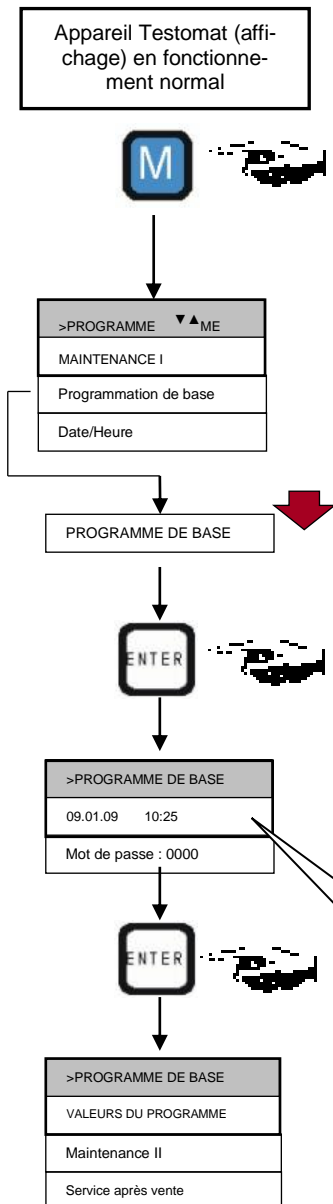 Appareil Testomat (affi-
chage) en fonctionne-
ment normal
M
>PROGRAMME ▼▲ME
MAINTENANCE I
Programmation de base
Date/Heure
PROGRAMME DE BASE
ENTER
>PROGRAMME DE BASE
09.01.09 10:25
Mot de passe : 0000
ENTER
>PROGRAMME DE BASE
VALEURS DU PROGRAMME
Maintenance II
Service après vente